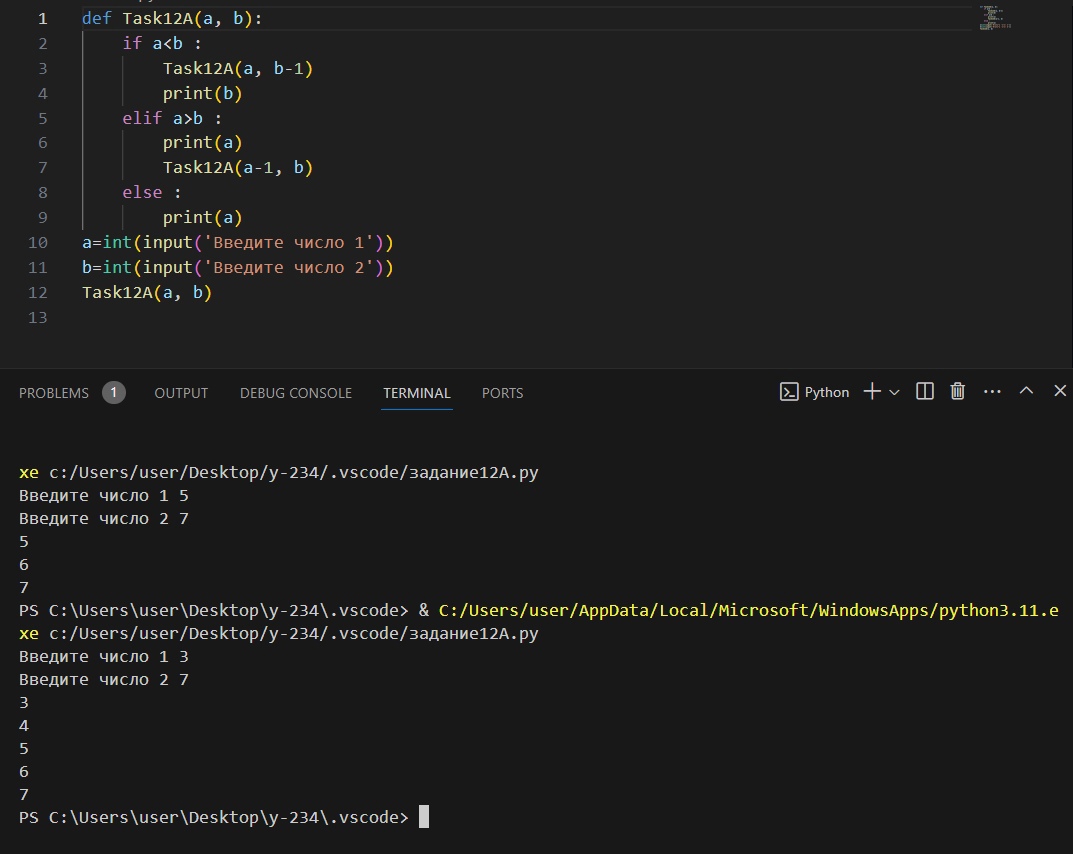 1 def Task12A(a, b):
2 if a<b :
3 Task12A(a, b-1)
4 print(b)
5 elif a>b :
6 print(a)
7 Task12A(a-1, b)
8 else :
9 print(a)
10 a=int(input('Введите число 1'))
11 b=int(input('Введите число 2'))
12 Task12A(a, b)
13
PROBLEMS 1 OUTPUT DEBUG CONSOLE TERMINAL PORTS Python
xe c:/Users/user/Desktop/y-234/.vscode/задание12A.py
Введите число 1 5
Введите число 2 7
5
6
7
PS C:\Users\user\Desktop\y-234\.vscode> & C:/Users/user/AppData/Local/Microsoft/WindowsApps/python3.11.e
xe c:/Users/user/Desktop/y-234/.vscode/задание12A.py
Введите число 1 3
Введите число 2 7
3
4
5
6
7
PS C:\Users\user\Desktop\y-234\.vscode>